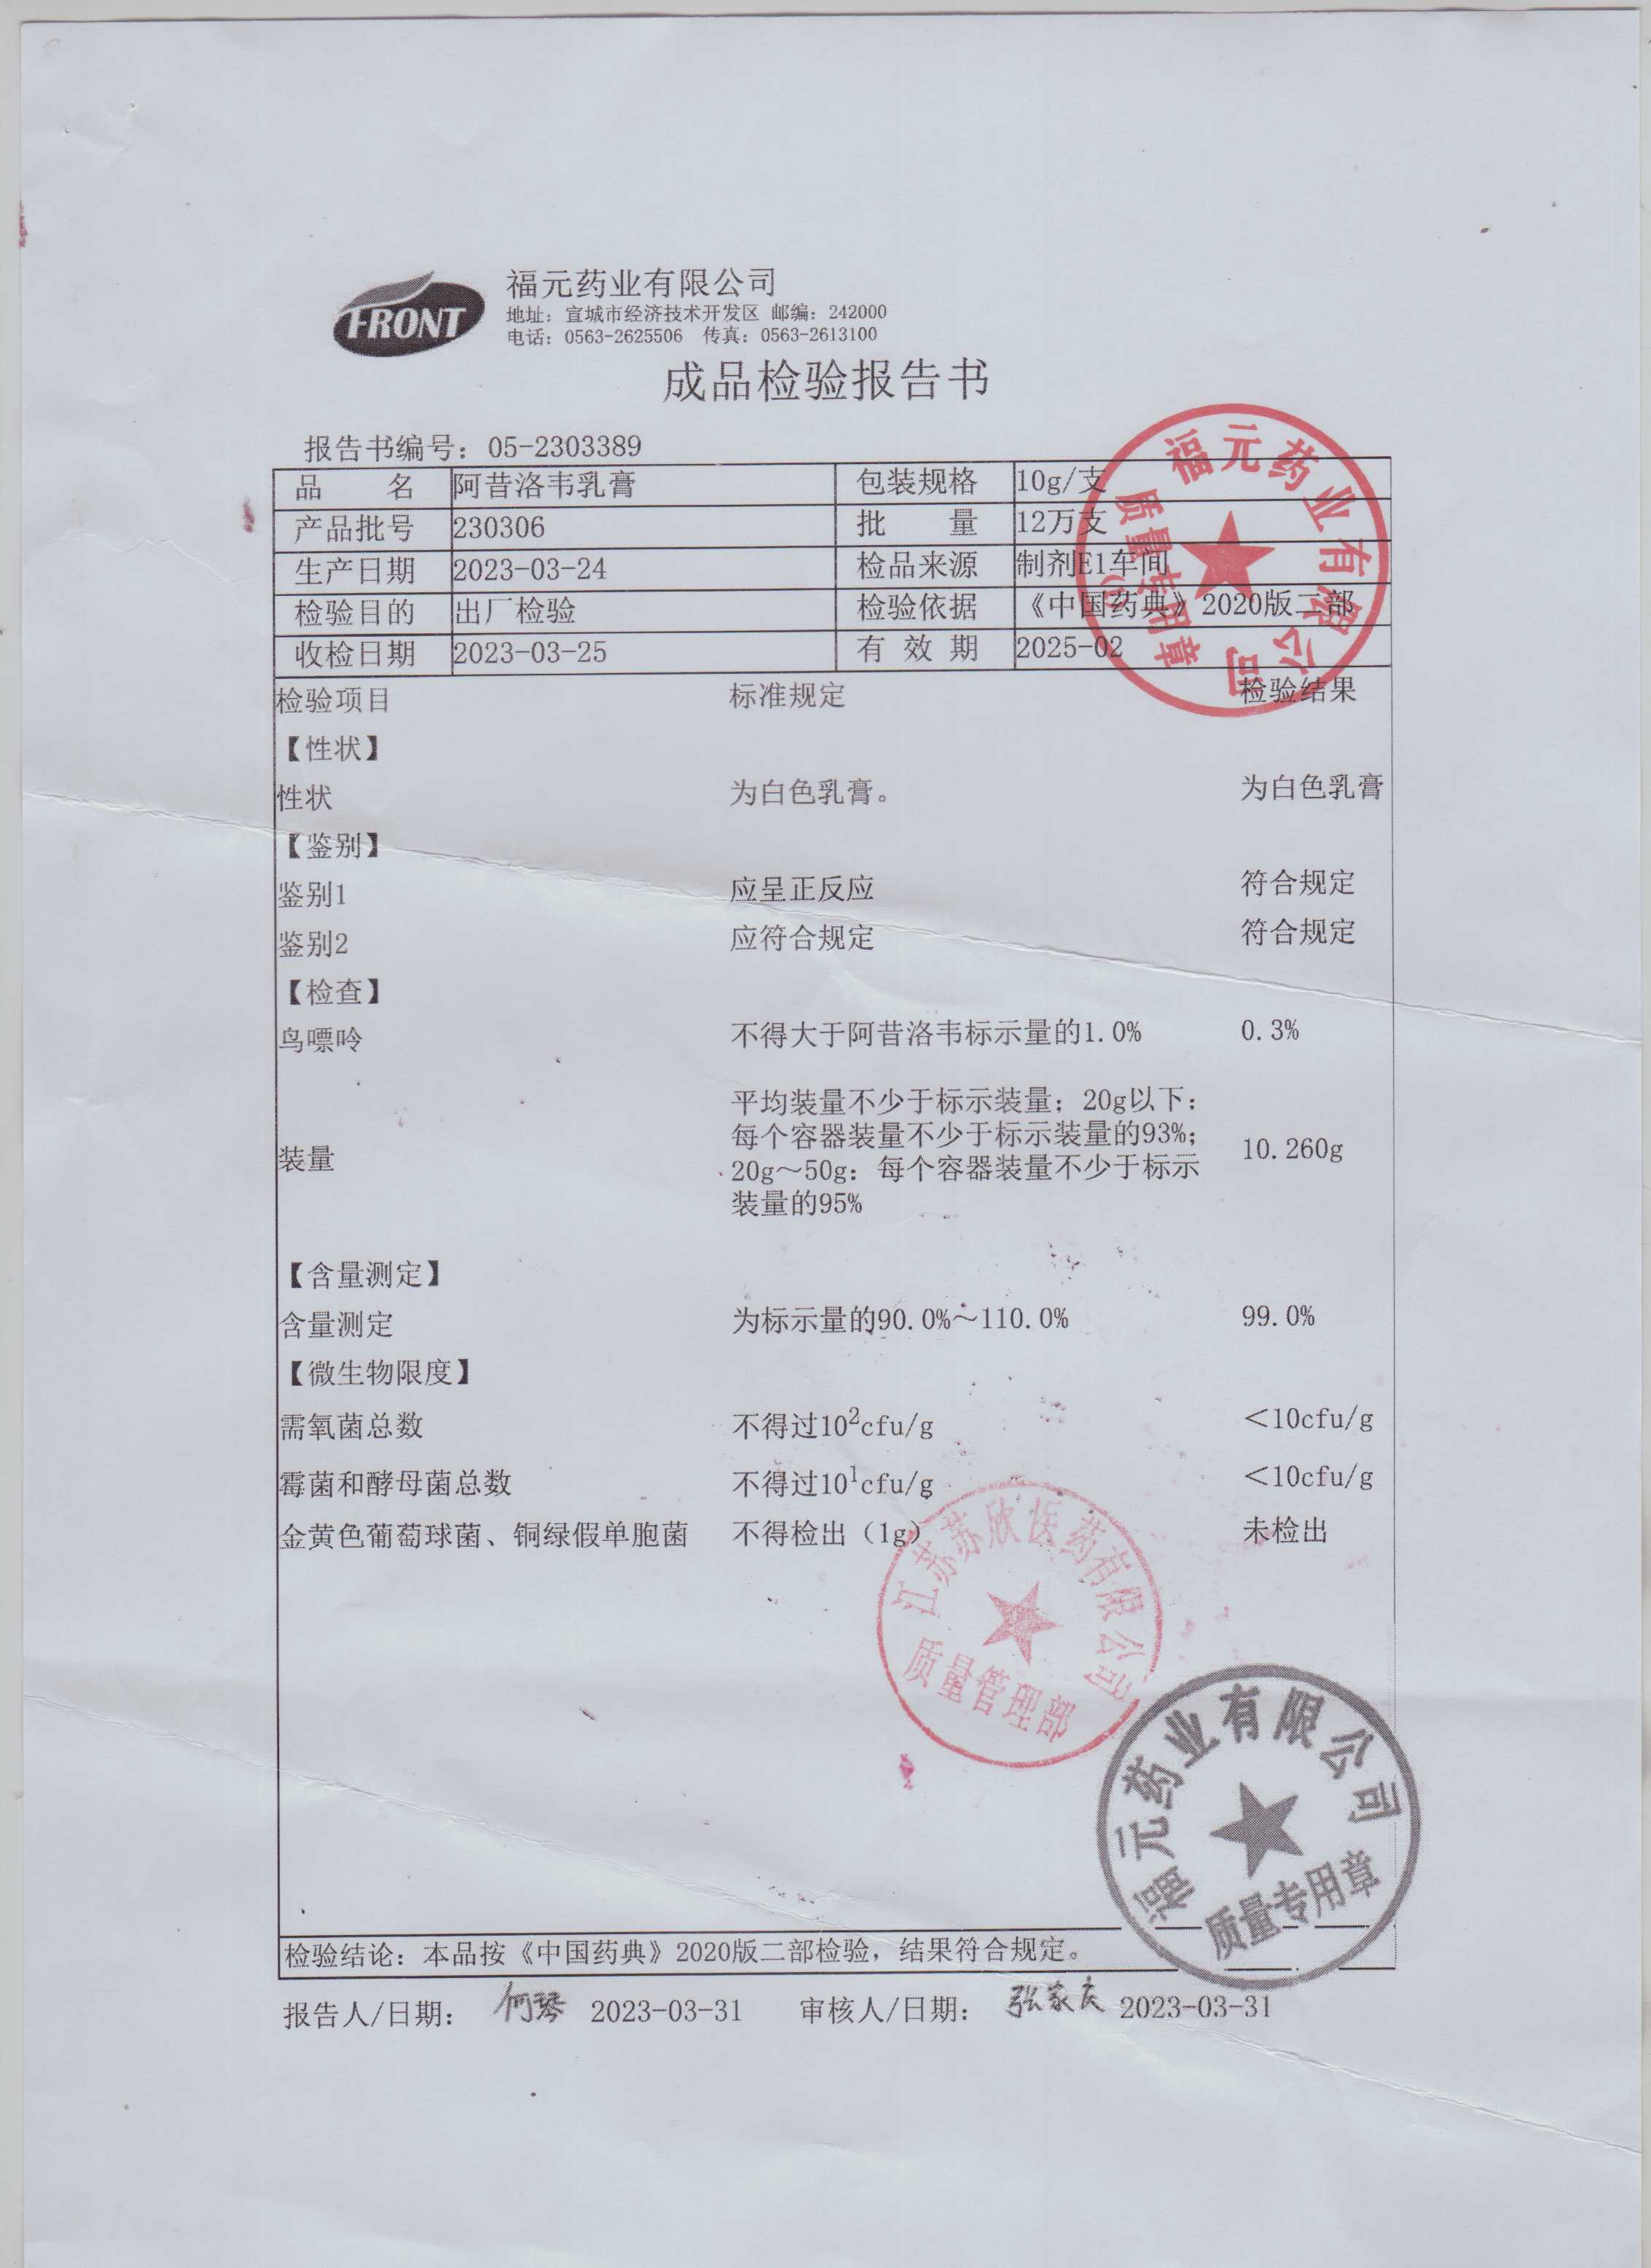 FRONT
福元药业有限公司
地址：宣城市经济技术开发区 邮编：242000
电话：0563-2625506 传真：0563-2613100
成品检验报告书
报告书编号：05-2303389
品 名 阿昔洛韦乳膏 包装规格 10g/支
产品批号 230306 批 量 12万支
生产日期 2023-03-24 检品来源 制剂E1车间
检验目的 出厂检验 检验依据 《中国药典》2020版二部
收检日期 2023-03-25 有 效 期 2025-02
福元药业有限公司
质量专用章
检验项目 标准规定 检验结果
【性状】
性状 为白色乳膏。 为白色乳膏
【鉴别】
鉴别1 应呈正反应 符合规定
鉴别2 应符合规定 符合规定
【检查】
鸟嘌呤 不得大于阿昔洛韦标示量的1.0% 0.3%
平均装量不少于标示装量；20g以下：
每个容器装量不少于标示装量的93%；
装量 10.260g
20g～50g：每个容器装量不少于标示
装量的95%
【含量测定】
含量测定 为标示量的90.0%～110.0% 99.0%
【微生物限度】
需氧菌总数 不得过10²cfu/g ＜10cfu/g
霉菌和酵母菌总数 不得过10¹cfu/g ＜10cfu/g
金黄色葡萄球菌、铜绿假单胞菌 不得检出（1g） 未检出
江苏苏欣医药有限公司
质量管理部
福元药业有限公司
质量专用章
检验结论：本品按《中国药典》2020版二部检验，结果符合规定。
报告人/日期： 何琴 2023-03-31 审核人/日期： 张家庆 2023-03-31